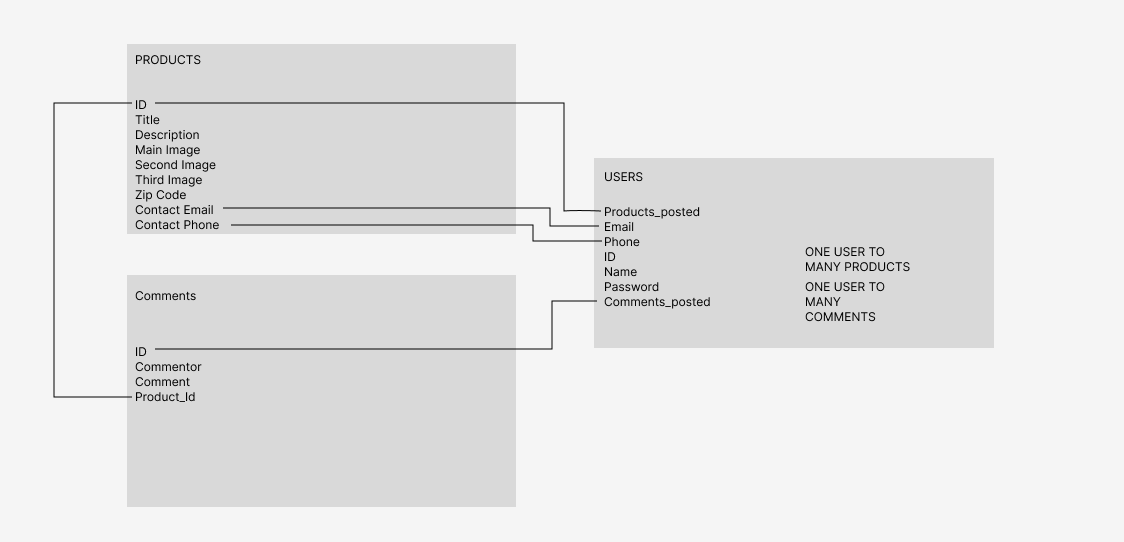 PRODUCTS
ID
Title
Description
Main Image
Second Image
Third Image
Zip Code
Contact Email
Contact Phone
USERS
Products_posted
Email
Phone
ID
Name
Password
Comments_posted
ONE USER TO
MANY PRODUCTS
ONE USER TO
MANY
COMMENTS
Comments
ID
Commentor
Comment
Product_Id